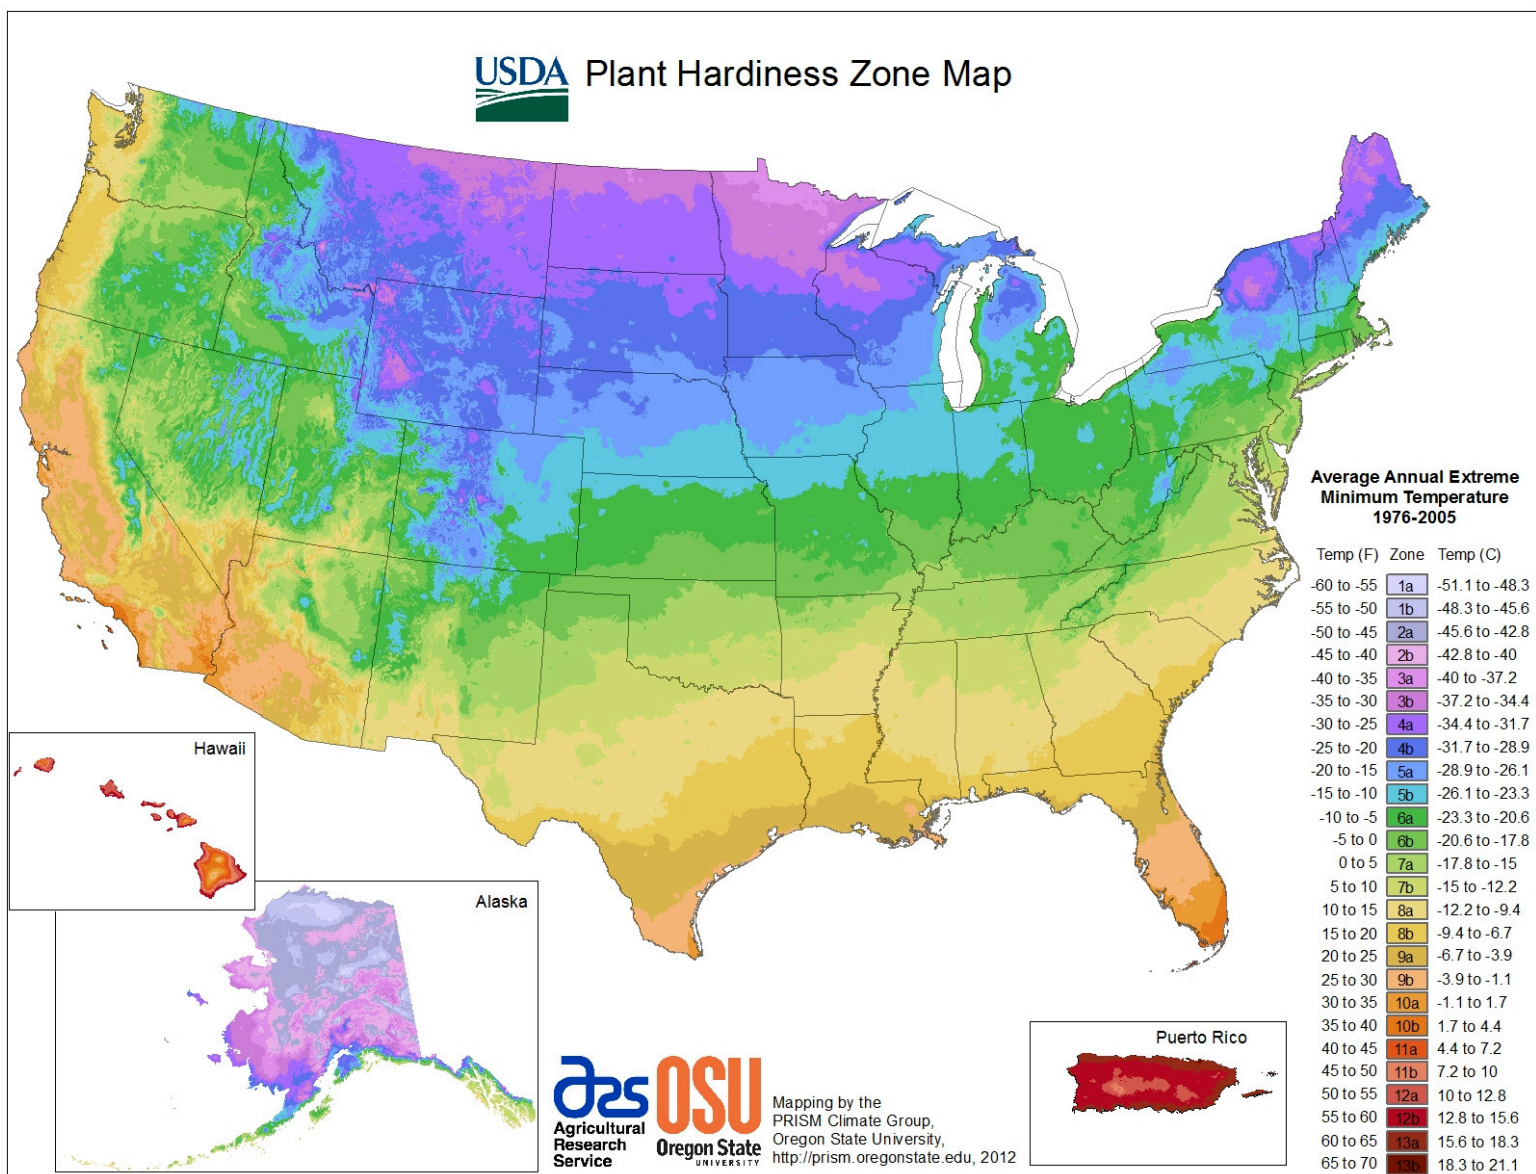 USDA Plant Hardiness Zone Map
Average Annual Extreme
Minimum Temperature
1976-2005
Temp (F) Zone Temp (C)
-60 to -55 1a -51.1 to -48.3
-55 to -50 1b -48.3 to -45.6
-50 to -45 2a -45.6 to -42.8
-45 to -40 2b -42.8 to -40
-40 to -35 3a -40 to -37.2
-35 to -30 3b -37.2 to -34.4
-30 to -25 4a -34.4 to -31.7
-25 to -20 4b -31.7 to -28.9
-20 to -15 5a -28.9 to -26.1
-15 to -10 5b -26.1 to -23.3
-10 to -5 6a -23.3 to -20.6
-5 to 0 6b -20.6 to -17.8
0 to 5 7a -17.8 to -15
5 to 10 7b -15 to -12.2
10 to 15 8a -12.2 to -9.4
15 to 20 8b -9.4 to -6.7
20 to 25 9a -6.7 to -3.9
25 to 30 9b -3.9 to -1.1
30 to 35 10a -1.1 to 1.7
35 to 40 10b 1.7 to 4.4
40 to 45 11a 4.4 to 7.2
45 to 50 11b 7.2 to 10
50 to 55 12a 10 to 12.8
55 to 60 12b 12.8 to 15.6
60 to 65 13a 15.6 to 18.3
65 to 70 13b 18.3 to 21.1
Hawaii
Alaska
Puerto Rico
ars
Agricultural
Research
Service
OSU
Oregon State
UNIVERSITY
Mapping by the
PRISM Climate Group,
Oregon State University,
http://prism.oregonstate.edu, 2012